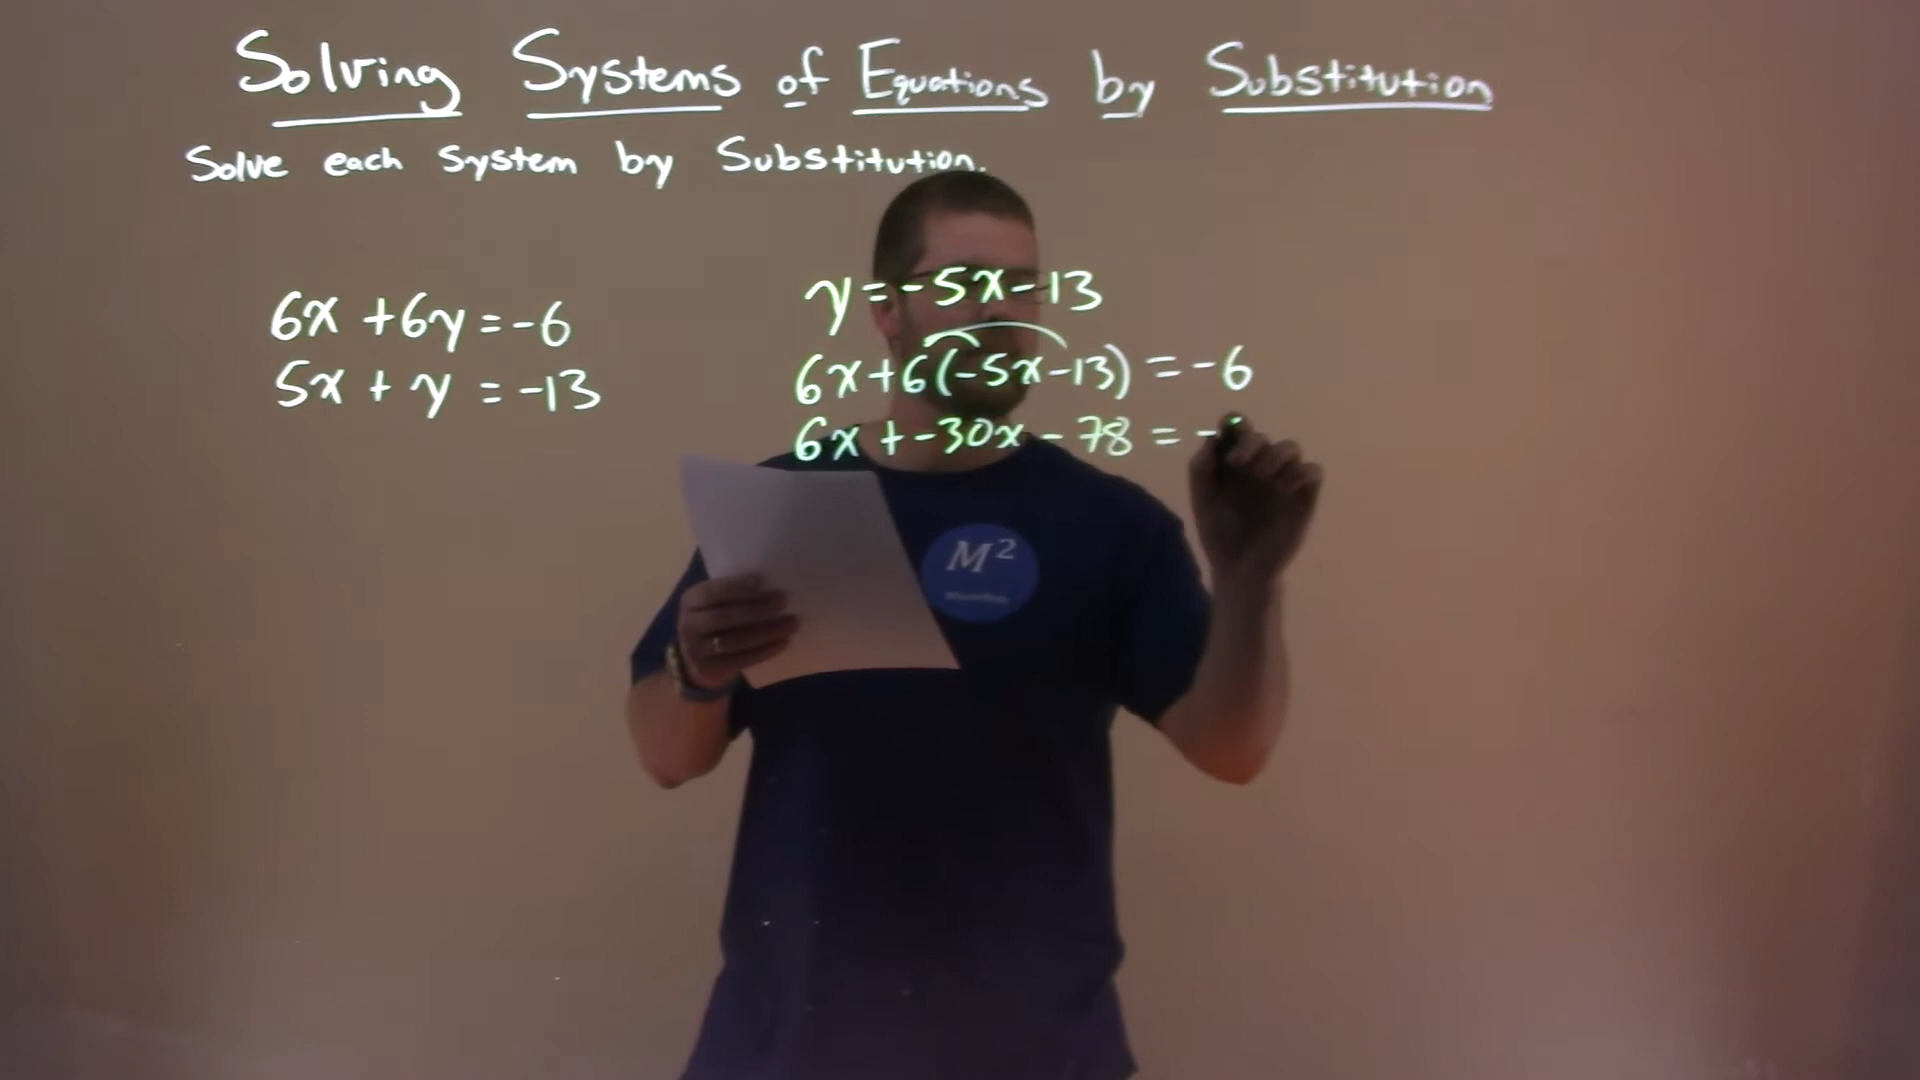 Solving Systems of Equations by Substitution
Solve each system by Substitution.
6x + 6y = -6
5x + y = -13
y = -5x - 13
6x + 6(-5x - 13) = -6
6x + -30x - 78 = -
M²